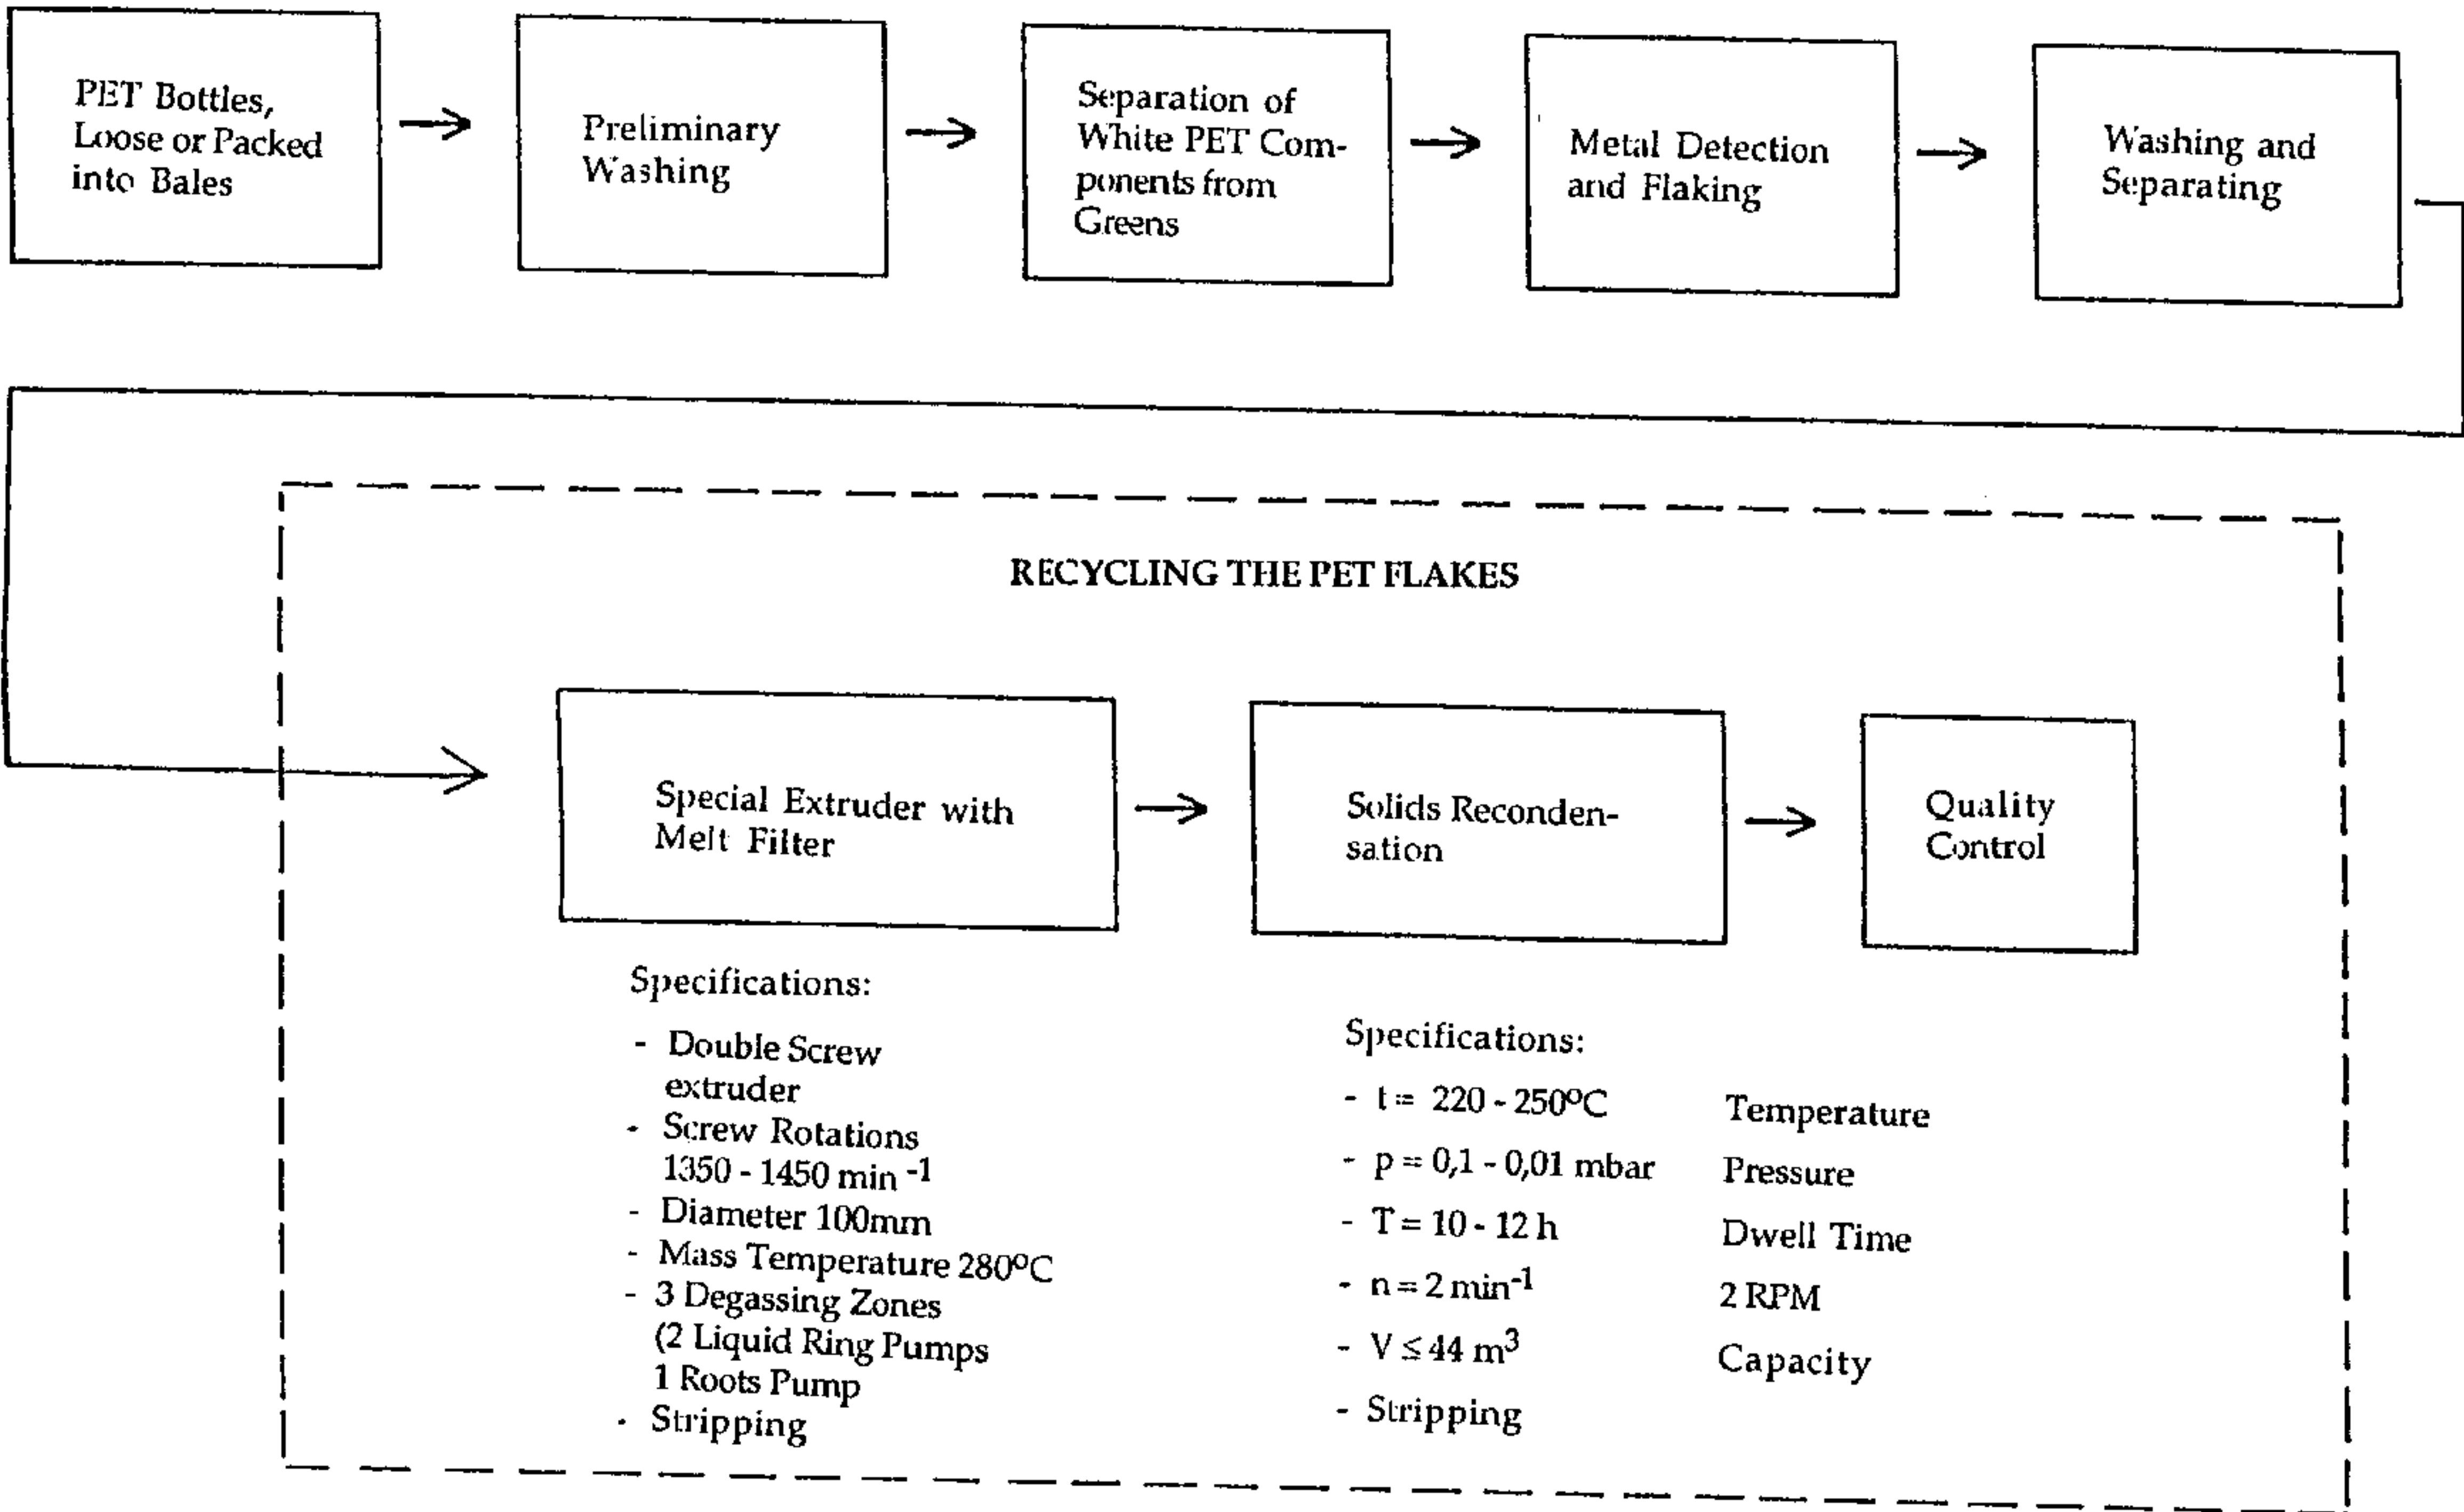 PET Bottles,
Loose or Packed
into Bales
Preliminary
Washing
Separation of
White PET Com-
ponents from
Greens
Metal Detection
and Flaking
Washing and
Separating
RECYCLING THE PET FLAKES
Special Extruder with
Melt Filter
Solids Reconden-
sation
Quality
Control
Specifications:
- Double Screw
extruder
- Screw Rotations
1350 - 1450 min -1
- Diameter 100mm
- Mass Temperature 280ºC
- 3 Degassing Zones
(2 Liquid Ring Pumps
1 Roots Pump
- Stripping
Specifications:
- t = 220 - 250ºC Temperature
- p = 0,1 - 0,01 mbar Pressure
- T = 10 - 12 h Dwell Time
- n = 2 min-1 2 RPM
- V ≤ 44 m3 Capacity
- Stripping